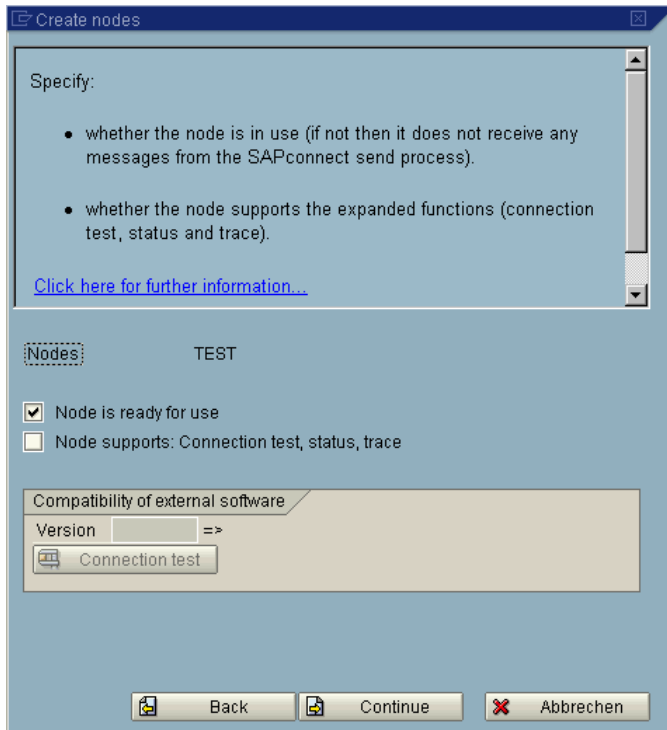 Create nodes
Specify:
• whether the node is in use (if not then it does not receive any
messages from the SAPconnect send process).
• whether the node supports the expanded functions (connection
test, status and trace).
Click here for further information...
Nodes TEST
Node is ready for use
Node supports: Connection test, status, trace
Compatibility of external software
Version =>
Connection test
Back Continue Abbrechen